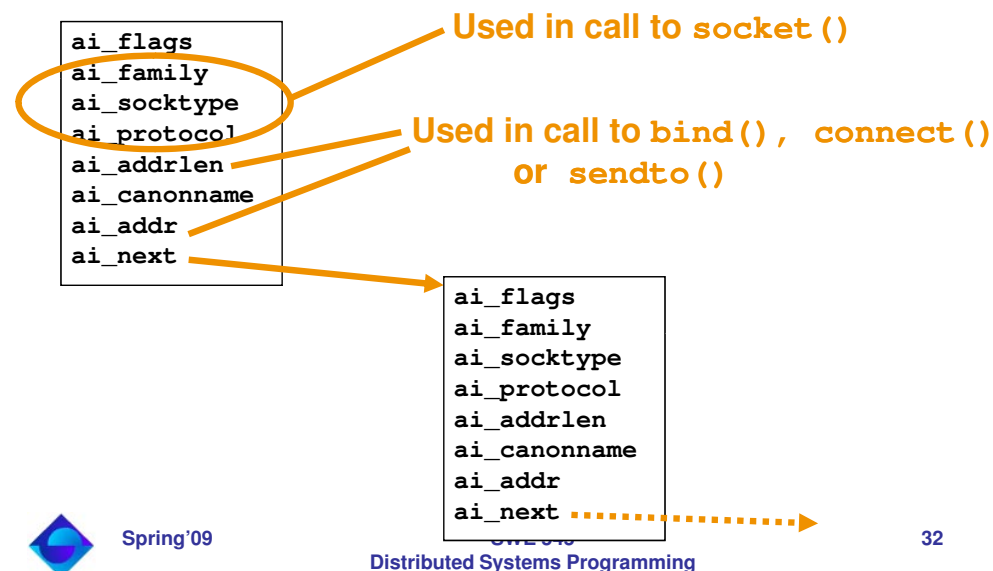 Used in call to socket()
ai_flags
ai_family
ai_socktype
ai_protocol
ai_addrlen
ai_canonname
ai_addr
ai_next
Used in call to bind(), connect()
or sendto()
ai_flags
ai_family
ai_socktype
ai_protocol
ai_addrlen
ai_canonname
ai_addr
ai_next
Spring'09
32
Distributed Systems Programming